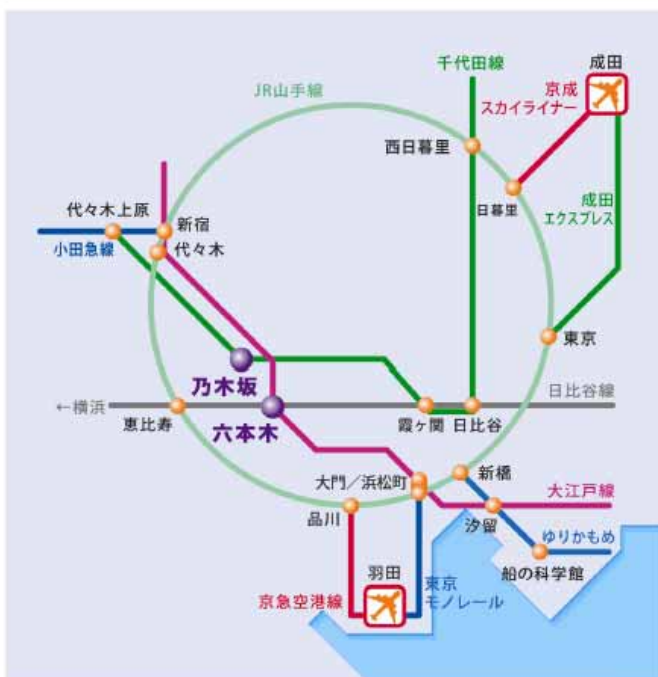 千代田線
成田
JR山手線
京成
スカイライナー
西日暮里
日暮里
成田
エクスプレス
代々木上原
新宿
小田急線
代々木
東京
乃木坂
日比谷線
←横浜
恵比寿
六本木
霞ヶ関
日比谷
大門／浜松町
新橋
大江戸線
品川
汐留
ゆりかもめ
船の科学館
羽田
京急空港線
東京
モノレール